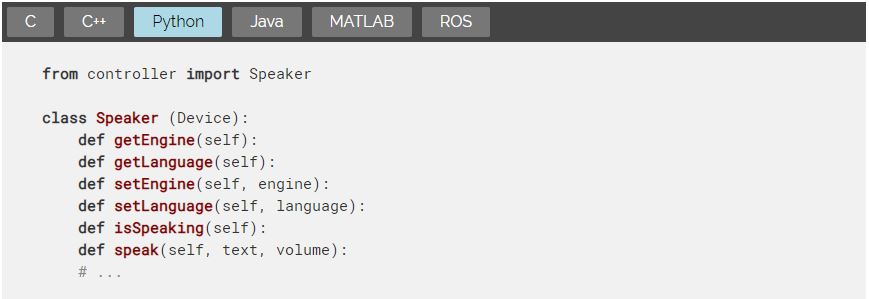 C C++ Python Java MATLAB ROS
from controller import Speaker
class Speaker (Device):
def getEngine(self):
def getLanguage(self):
def setEngine(self, engine):
def setLanguage(self, language):
def isSpeaking(self):
def speak(self, text, volume):
# ...